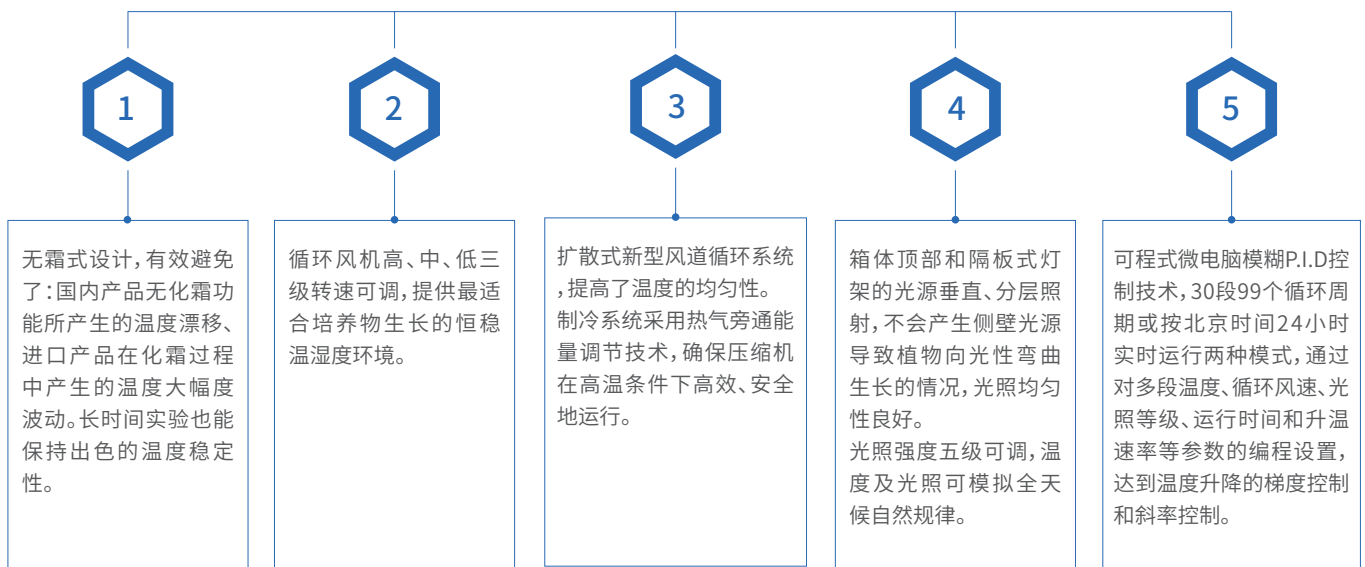 1
无霜式设计，有效避免
了：国内产品无化霜功
能所产生的温度漂移、
进口产品在化霜过程
中产生的温度大幅度
波动。长时间实验也能
保持出色的温度稳定
性。
2
循环风机高、中、低三
级转速可调，提供最适
合培养物生长的恒稳
温湿度环境。
3
扩散式新型风道循环系统
，提高了温度的均匀性。
制冷系统采用热气旁通能
量调节技术，确保压缩机
在高温条件下高效、安全
地运行。
4
箱体顶部和隔板式灯
架的光源垂直、分层照
射，不会产生侧壁光源
导致植物向光性弯曲
生长的情况，光照均匀
性良好。
光照强度五级可调，温
度及光照可模拟全天
候自然规律。
5
可程式微电脑模糊P.I.D控
制技术，30段99个循环周
期或按北京时间24小时
实时运行两种模式，通过
对多段温度、循环风速、光
照等级、运行时间和升温
速率等参数的编程设置，
达到温度升降的梯度控制
和斜率控制。